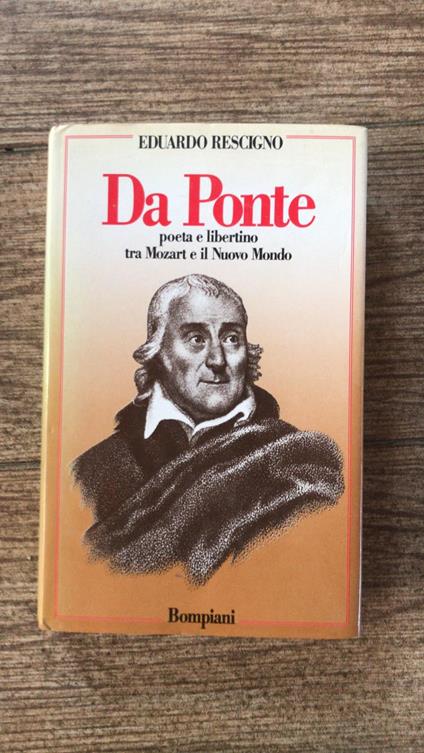 EDUARDO RESCIGNO
Da Ponte
poeta e libertino
tra Mozart e il Nuovo Mondo
Bompiani